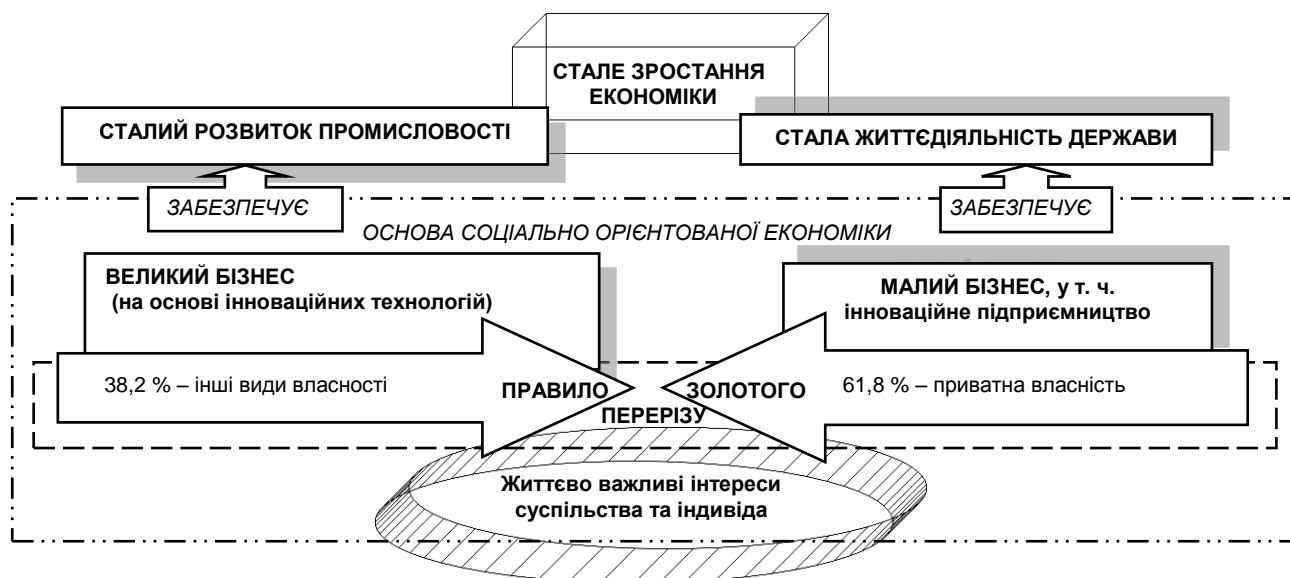 СТАЛЕ ЗРОСТАННЯ
ЕКОНОМІКИ
СТАЛИЙ РОЗВИТОК ПРОМИСЛОВОСТІ
СТАЛА ЖИТТЄДІЯЛЬНІСТЬ ДЕРЖАВИ
ЗАБЕЗПЕЧУЄ
ЗАБЕЗПЕЧУЄ
ОСНОВА СОЦІАЛЬНО ОРІЄНТОВАНОЇ ЕКОНОМІКИ
ВЕЛИКИЙ БІЗНЕС
(на основі інноваційних технологій)
МАЛИЙ БІЗНЕС, у т. ч.
інноваційне підприємництво
38,2 % – інші види власності
ПРАВИЛО ЗОЛОТОГО
ПЕРЕРІЗУ
61,8 % – приватна власність
Життєво важливі інтереси
суспільства та індивіда